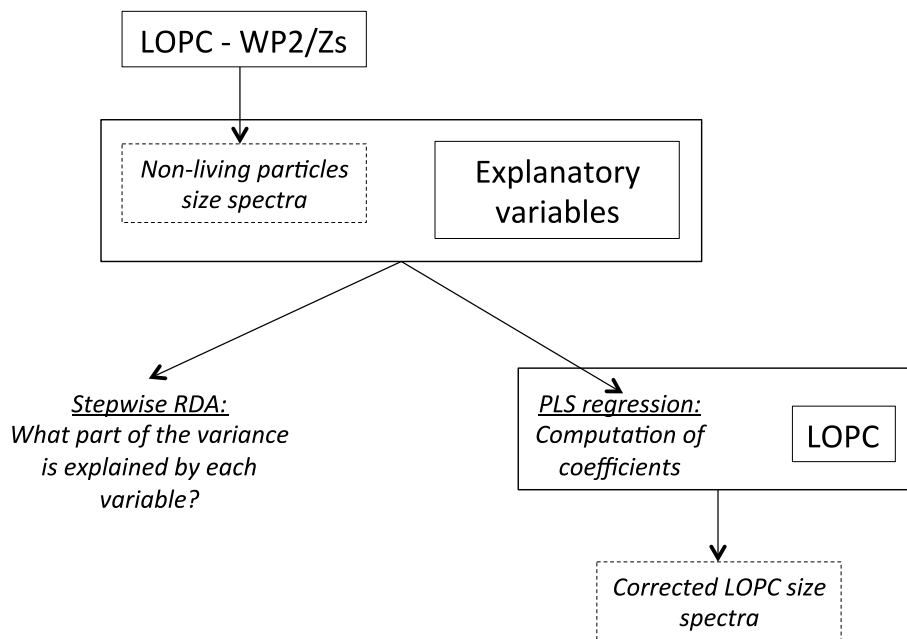 LOPC - WP2/Zs
Non-living particles
size spectra
Explanatory
variables
Stepwise RDA:
What part of the variance
is explained by each
variable?
PLS regression:
Computation of
coefficients
LOPC
Corrected LOPC size
spectra